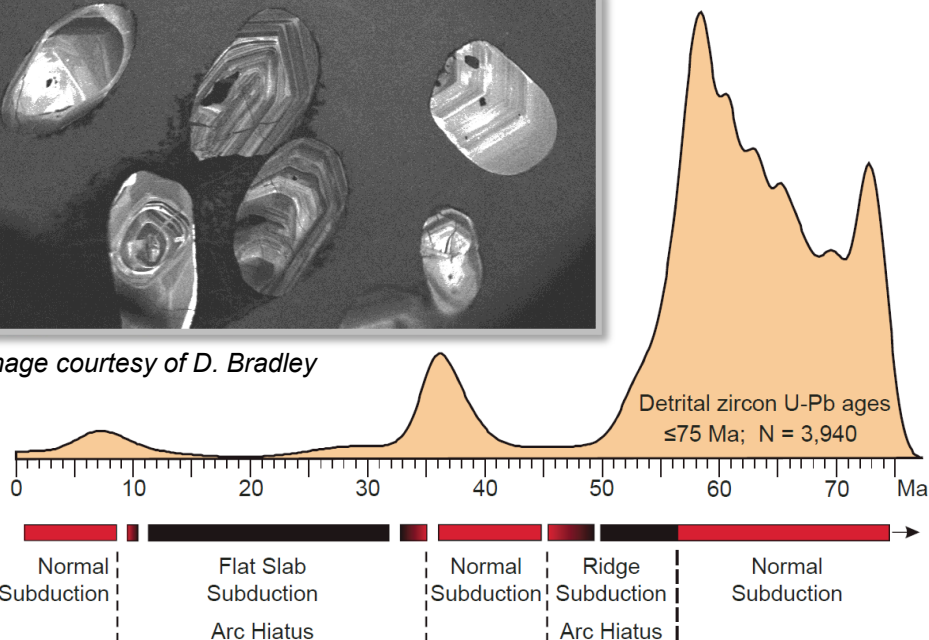 nage courtesy of D. Bradley
Detrital zircon U-Pb ages
≤75 Ma; N = 3,940
0 10 20 30 40 50 60 70 Ma
Normal
Subduction
Flat Slab
Subduction
Arc Hiatus
Normal
Subduction
Ridge
Subduction
Arc Hiatus
Normal
Subduction